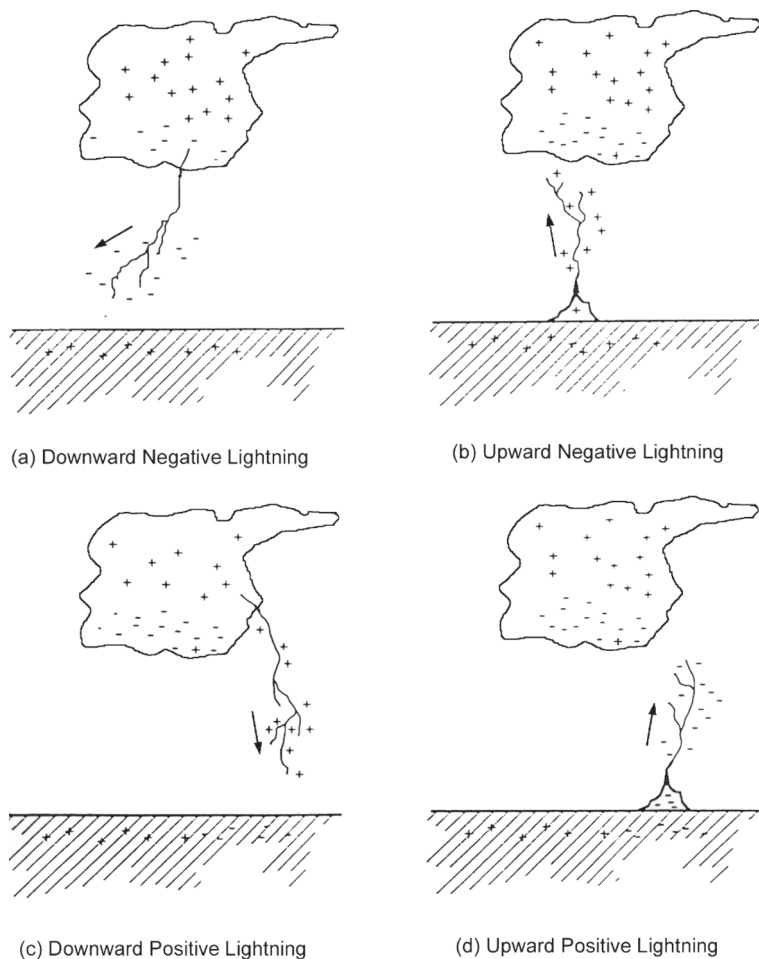 (a) Downward Negative Lightning
(b) Upward Negative Lightning
(c) Downward Positive Lightning
(d) Upward Positive Lightning